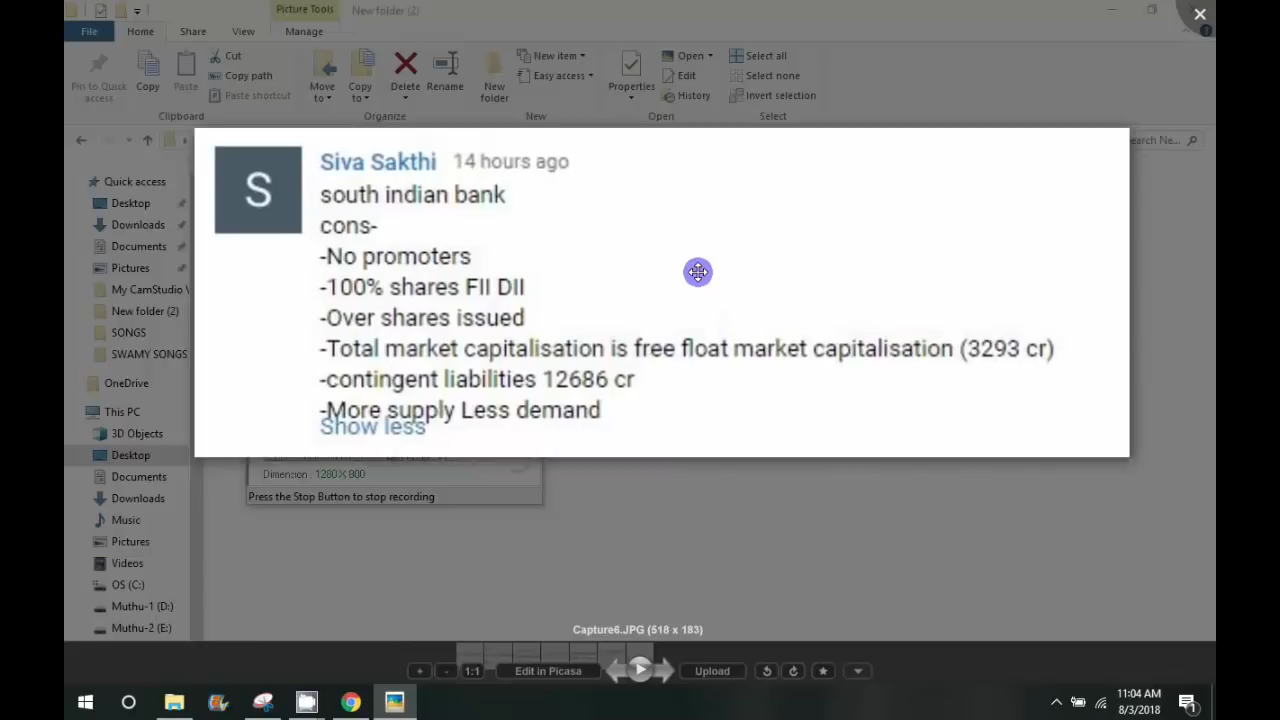 Picture Tools
New folder (2)
File
Home
Share
View
Manage
Pin to Quick access
Copy
Paste
Cut
Copy path
Paste shortcut
Move to
Copy to
Delete
Rename
New folder
New item
Easy access
Properties
Open
Edit
History
Select all
Select none
Invert selection
Clipboard
Organize
New
Open
Select
Search Ne...
Quick access
Desktop
Downloads
Documents
Pictures
My CamStudio
New folder (2)
SONGS
SWAMY SONGS
OneDrive
This PC
3D Objects
Desktop
Documents
Downloads
Music
Pictures
Videos
OS (C:)
Muthu-1 (D:)
Muthu-2 (E:)
S
Siva Sakthi 14 hours ago
south indian bank
cons-
-No promoters
-100% shares FII DII
-Over shares issued
-Total market capitalisation is free float market capitalisation (3293 cr)
-contingent liabilities 12686 cr
-More supply Less demand
Show less
Dimension : 1280X800
Press the Stop Button to stop recording
Capture6.JPG (518 x 183)
1:1
Edit in Picasa
Upload
11:04 AM
8/3/2018
1